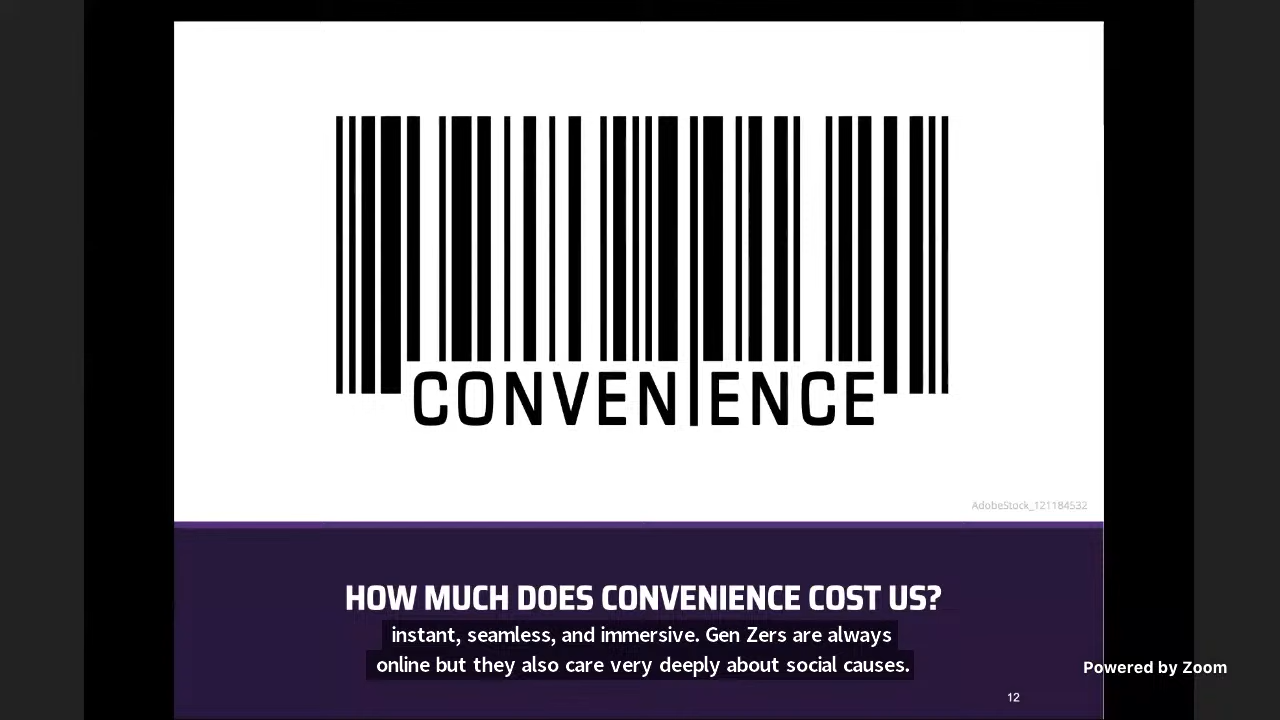 CONVENIENCE
AdobeStock_121184532
HOW MUCH DOES CONVENIENCE COST US?
instant, seamless, and immersive. Gen Zers are always
online but they also care very deeply about social causes.
Powered by Zoom
12